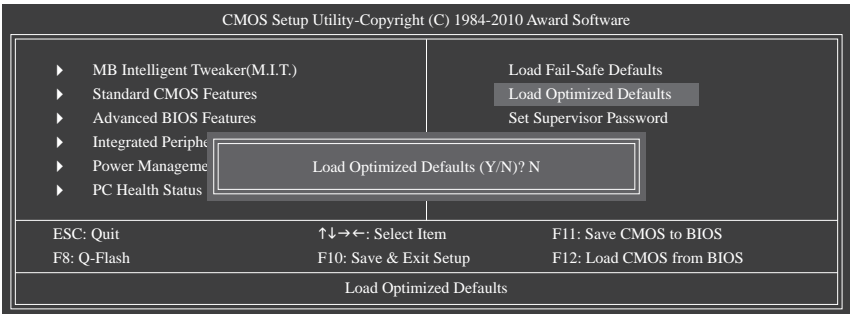 CMOS Setup Utility-Copyright (C) 1984-2010 Award Software
MB Intelligent Tweaker(M.I.T.)
Standard CMOS Features
Advanced BIOS Features
Integrated Periphe
Power Manageme
PC Health Status
Load Fail-Safe Defaults
Load Optimized Defaults
Set Supervisor Password
Load Optimized Defaults (Y/N)? N
ESC: Quit
↑↓→←: Select Item
F11: Save CMOS to BIOS
F8: Q-Flash
F10: Save & Exit Setup
F12: Load CMOS from BIOS
Load Optimized Defaults